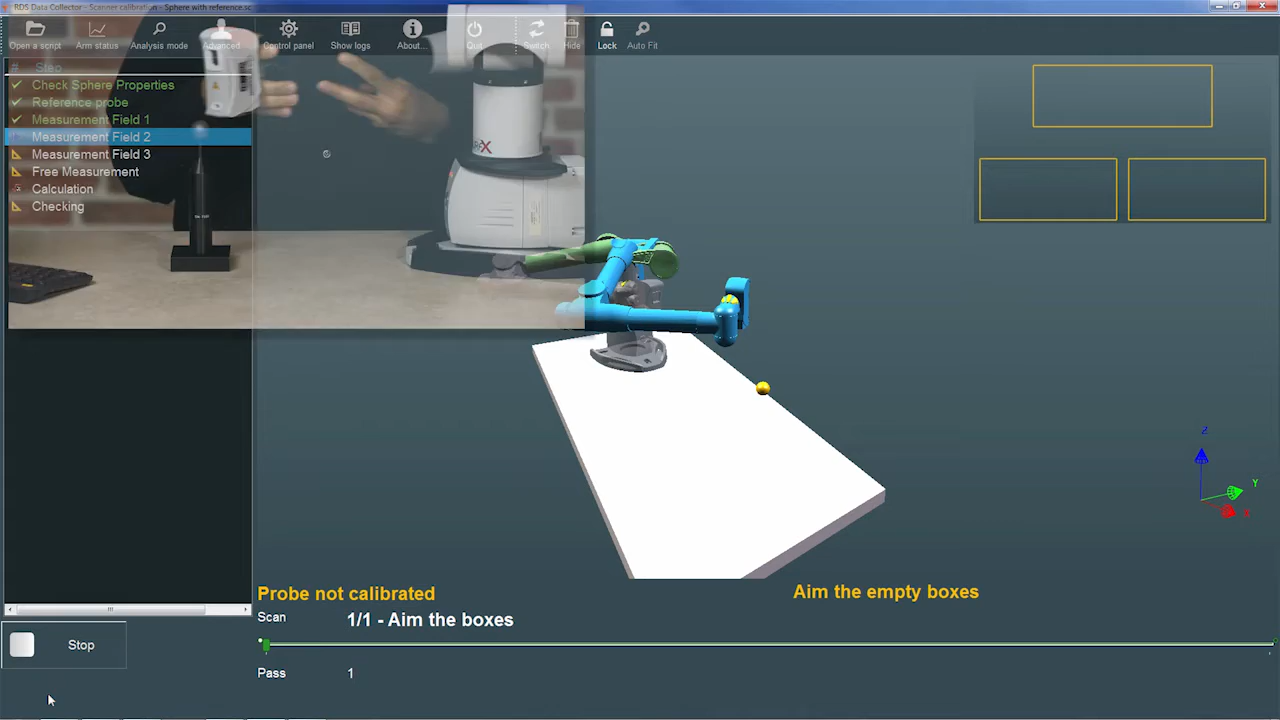 RDS Data Collector - Scanner calibration - Sphere with reference.sc
Open a script
Arm status
Analysis mode
Advanced
Control panel
Show logs
About...
Quit
Switch
Hide
Lock
Auto Fit
# Step
Check Sphere Properties
Reference probe
Measurement Field 1
Measurement Field 2
Measurement Field 3
Free Measurement
Calculation
Checking
Z
Y
X
Probe not calibrated
Aim the empty boxes
Scan
1/1 - Aim the boxes
Stop
Pass
1